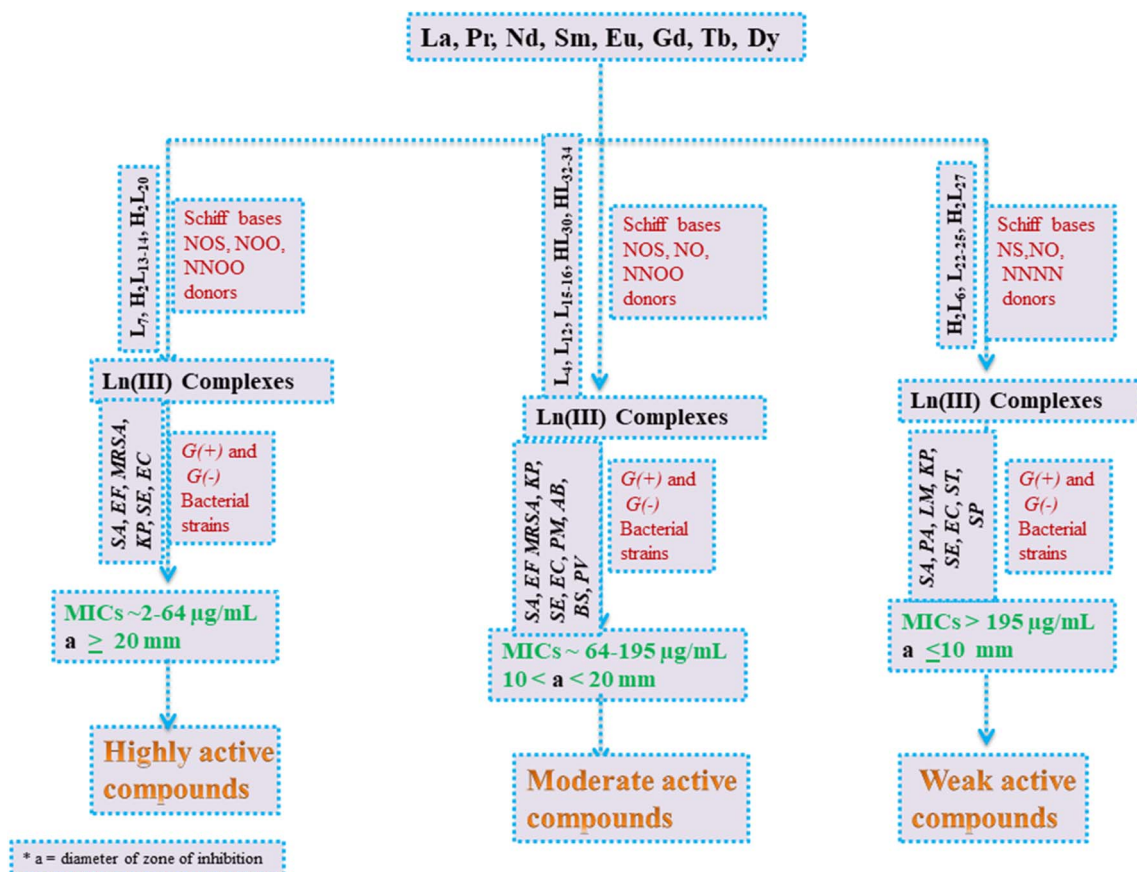 La, Pr, Nd, Sm, Eu, Gd, Tb, Dy
L₇, H₂L₁₃₋₁₄, H₂L₂₀
Schiff bases
NOS, NOO,
NNOO
donors
Ln(III) Complexes
SA, EF, MRSA,
KP, SE, EC
G(+) and
G(-)
Bacterial
strains
MICs ~2-64 µg/mL
a ≥ 20 mm
Highly active
compounds
L₄, L₁₂, L₁₅₋₁₆, HL₃₀, HL₃₂₋₃₄
Schiff bases
NOS, NO,
NNOO
donors
Ln(III) Complexes
SA, EF MRSA, KP,
SE, EC, PM, AB,
BS, PV
G(+) and
G(-)
Bacterial
strains
MICs ~ 64-195 µg/mL
10 < a < 20 mm
Moderate active
compounds
H₂L₆, L₂₂₋₂₅, H₂L₂₇
Schiff bases
NS,NO,
NNNN
donors
Ln(III) Complexes
SA, PA, LM, KP,
SE, EC, ST,
SP
G(+) and
G(-)
Bacterial
strains
MICs > 195 µg/mL
a ≤10 mm
Weak active
compounds
* a = diameter of zone of inhibition